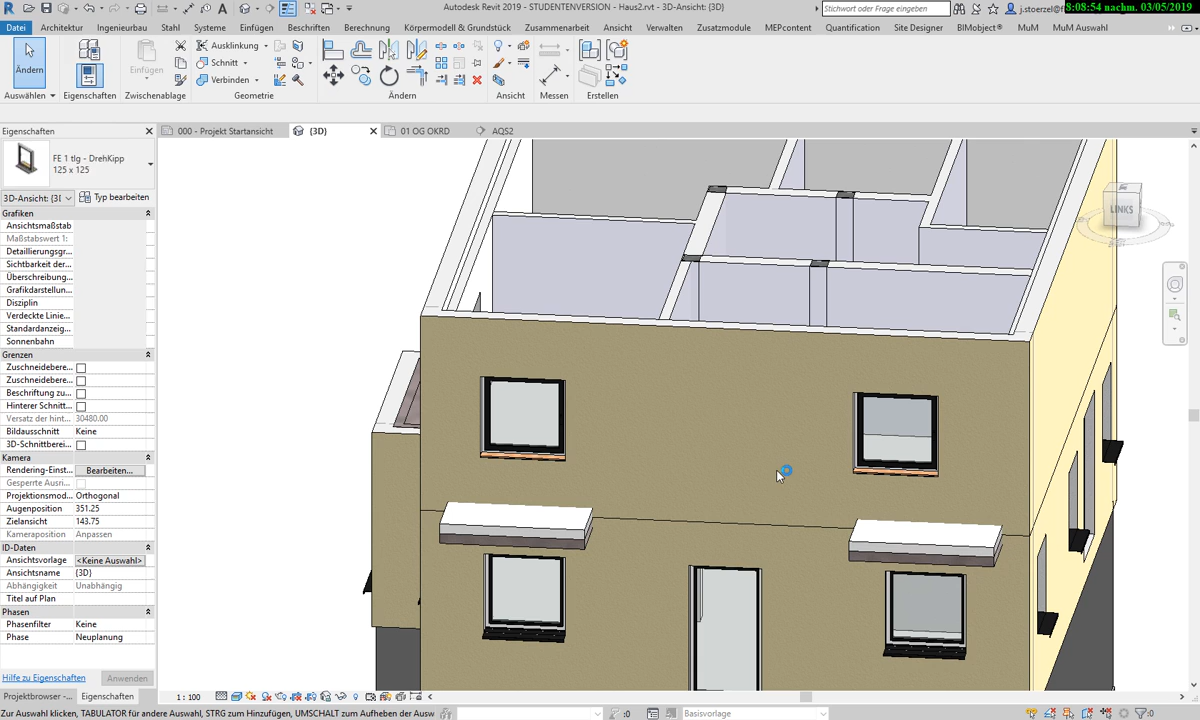 Autodesk Revit 2019 - STUDENTENVERSION - Haus2.rvt - 3D-Ansicht: {3D}
Stichwort oder Frage eingeben
j.stoerzel@f
8:08:54 nachm. 03/05/2019
Datei Architektur Ingenieurbau Stahl Systeme Einfügen Beschriften Berechnung Körpermodell & Grundstück Zusammenarbeit Ansicht Verwalten Zusatzmodule MEPcontent Quantification Site Designer BIMobject® MuM MuM Auswahl
Ausklinkung
Ändern
Einfügen
Schnitt
Verbinden
Auswählen Eigenschaften Zwischenablage Geometrie Ändern Ansicht Messen Erstellen
Eigenschaften
000 - Projekt Startansicht
{3D}
01 OG OKRD
AQS2
FE 1 tlg - DrehKipp
125 x 125
3D-Ansicht: {3I
Typ bearbeiten
LINKS
Grafiken
Ansichtsmaßstab
Maßstabswert 1:
Detaillierungsgr...
Sichtbarkeit der...
Überschreibung...
Grafikdarstellun...
Disziplin
Verdeckte Linie...
Standardanzeig...
Sonnenbahn
Grenzen
Zuschneidebere...
Zuschneidebere...
Beschriftung zu...
Hinterer Schnitt...
Versatz der hint... 30480.00
Bildausschnitt Keine
3D-Schnittberei...
Kamera
Rendering-Einst... Bearbeiten...
Gesperte Ausri...
Projektionsmod... Orthogonal
Augenposition 351.25
Zielansicht 143.75
Kameraposition Anpassen
ID-Daten
Ansichtsvorlage <Keine Auswahl>
Ansichtsname {3D}
Abhängigkeit Unabhängig
Titel auf Plan
Phasen
Phasenfilter Keine
Phase Neuplanung
Hilfe zu Eigenschaften
Anwenden
Projektbrowser -... Eigenschaften
1 : 100
Zur Auswahl klicken, TABULATOR für andere Auswahl, STRG zum Hinzufügen, UMSCHALT zum Aufheben der Ausw
:0
Basisvorlage
:0